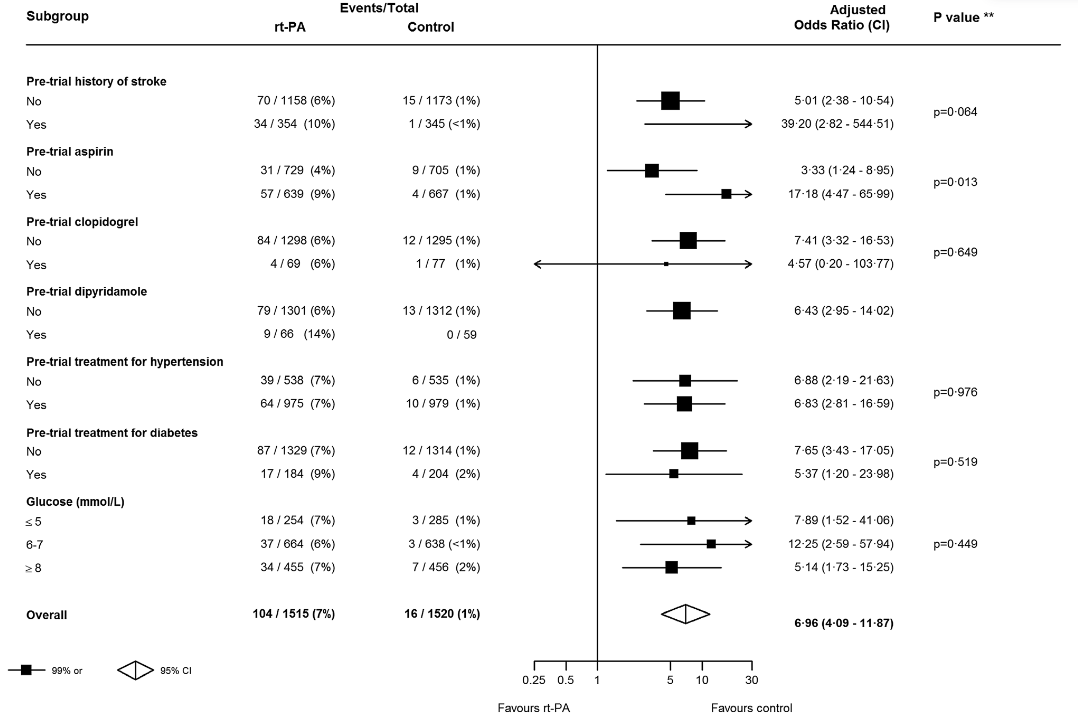 Subgroup Events/Total Adjusted Odds Ratio (CI) P value **
rt-PA Control
Pre-trial history of stroke
No 70 / 1158 (6%) 15 / 1173 (1%) 5·01 (2·38 - 10·54)
p=0·064
Yes 34 / 354 (10%) 1 / 345 (<1%) 39·20 (2·82 - 544·51)
Pre-trial aspirin
No 31 / 729 (4%) 9 / 705 (1%) 3·33 (1·24 - 8·95)
p=0·013
Yes 57 / 639 (9%) 4 / 667 (1%) 17·18 (4·47 - 65·99)
Pre-trial clopidogrel
No 84 / 1298 (6%) 12 / 1295 (1%) 7·41 (3·32 - 16·53)
p=0·649
Yes 4 / 69 (6%) 1 / 77 (1%) 4·57 (0·20 - 103·77)
Pre-trial dipyridamole
No 79 / 1301 (6%) 13 / 1312 (1%) 6·43 (2·95 - 14·02)
Yes 9 / 66 (14%) 0 / 59
Pre-trial treatment for hypertension
No 39 / 538 (7%) 6 / 535 (1%) 6·88 (2·19 - 21·63)
p=0·976
Yes 64 / 975 (7%) 10 / 979 (1%) 6·83 (2·81 - 16·59)
Pre-trial treatment for diabetes
No 87 / 1329 (7%) 12 / 1314 (1%) 7·65 (3·43 - 17·05)
p=0·519
Yes 17 / 184 (9%) 4 / 204 (2%) 5·37 (1·20 - 23·98)
Glucose (mmol/L)
≤ 5 18 / 254 (7%) 3 / 285 (1%) 7·89 (1·52 - 41·06)
6-7 37 / 664 (6%) 3 / 638 (<1%) 12·25 (2·59 - 57·94) p=0·449
≥ 8 34 / 455 (7%) 7 / 456 (2%) 5·14 (1·73 - 15·25)
Overall 104 / 1515 (7%) 16 / 1520 (1%) 6·96 (4·09 - 11·87)
99% or 95% CI
0.25 0.5 1 5 10 30
Favours rt-PA Favours control